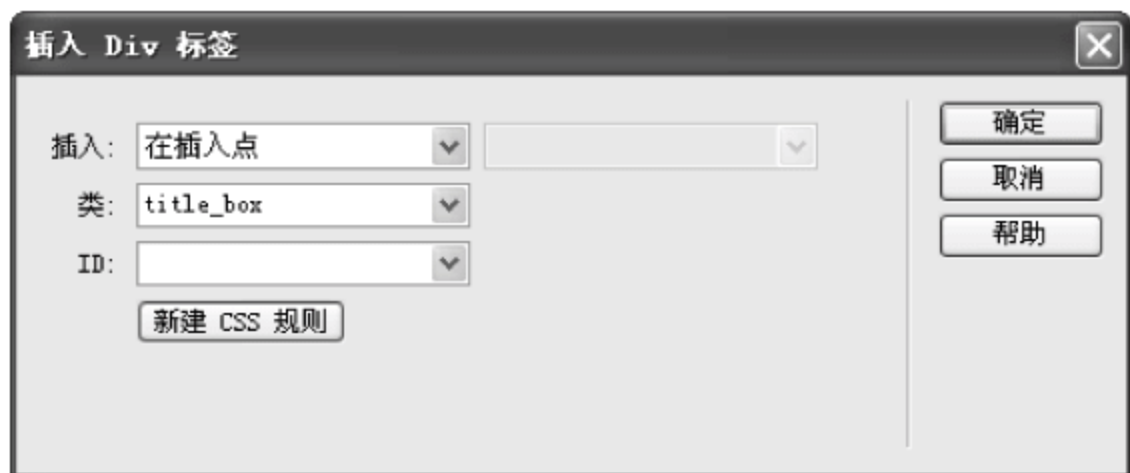 插入 Div 标签
插入: 在插入点
类: title_box
ID:
新建 CSS 规则
确定
取消
帮助